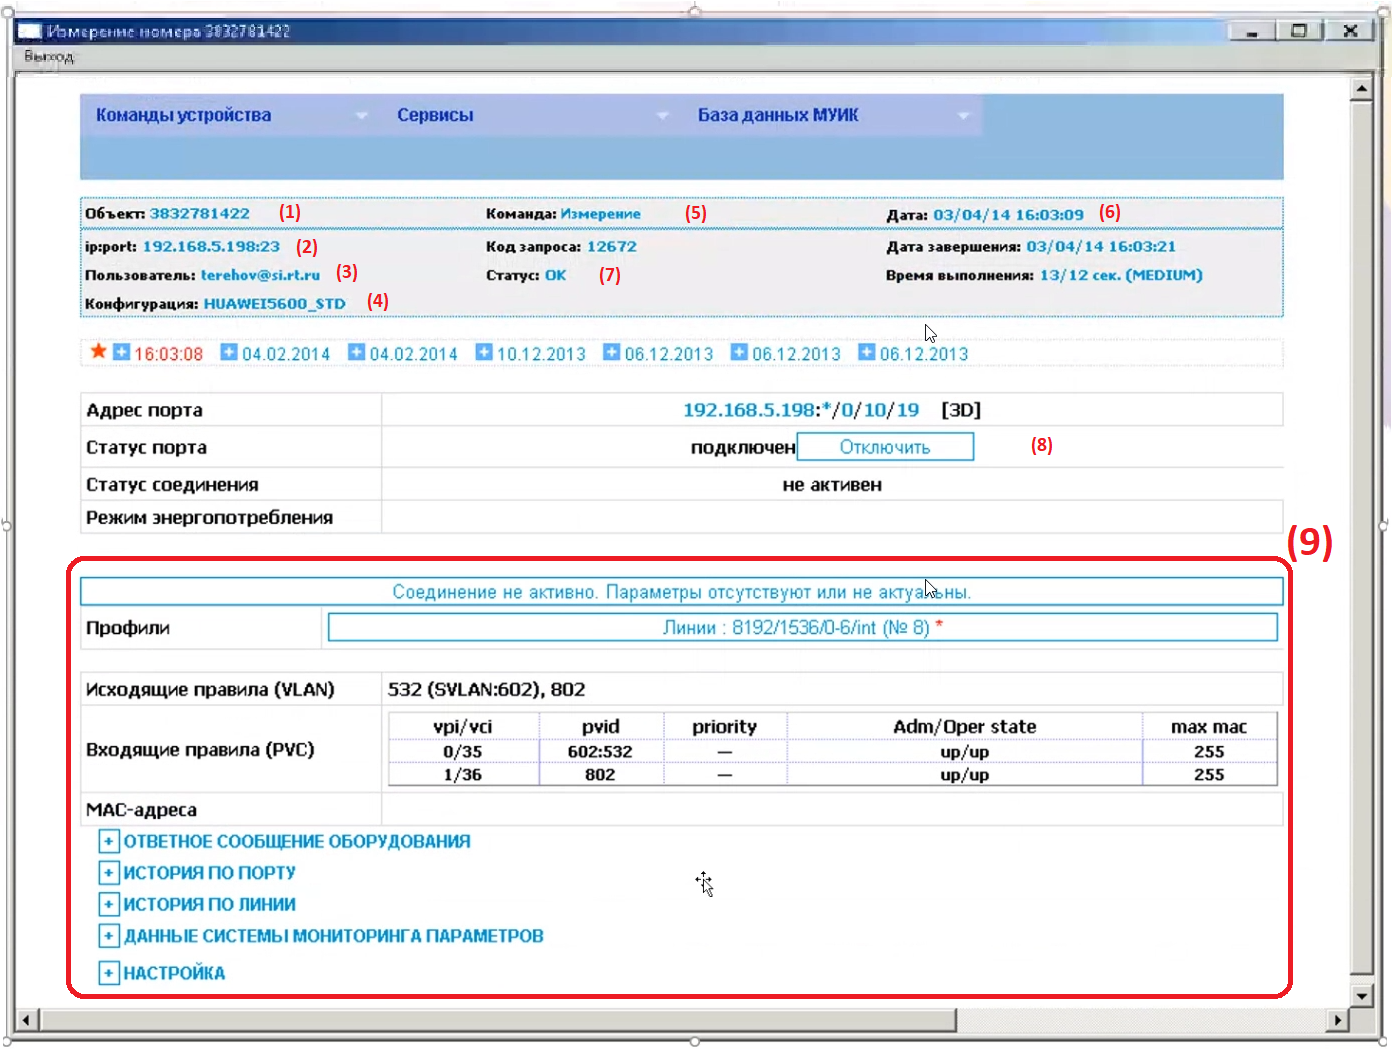 Измерение номера 3832781422
Выход
Команды устройства Сервисы База данных МУИК
Объект: 3832781422 (1) Команда: Измерение (5) Дата: 03/04/14 16:03:09 (6)
ip:port: 192.168.5.198:23 (2) Код запроса: 12672 Дата завершения: 03/04/14 16:03:21
Пользователь: terehov@si.rt.ru (3) Статус: OK (7) Время выполнения: 13/12 сек. (MEDIUM)
Конфигурация: HUAWEI5600_STD (4)
16:03:08 04.02.2014 04.02.2014 10.12.2013 06.12.2013 06.12.2013 06.12.2013
Адрес порта 192.168.5.198:*/0/10/19 [3D]
Статус порта подключен Отключить (8)
Статус соединения не активен
Режим энергопотребления
(9)
Соединение не активно. Параметры отсутствуют или не актуальны.
Профили Линии : 8192/1536/0-6/int (№ 8) *
Исходящие правила (VLAN) 532 (SVLAN:602), 802
vpi/vci pvid priority Adm/Oper state max mac
Входящие правила (PVC) 0/35 602:532 — up/up 255
1/36 802 — up/up 255
MAC-адреса
+ ОТВЕТНОЕ СООБЩЕНИЕ ОБОРУДОВАНИЯ
+ ИСТОРИЯ ПО ПОРТУ
+ ИСТОРИЯ ПО ЛИНИИ
+ ДАННЫЕ СИСТЕМЫ МОНИТОРИНГА ПАРАМЕТРОВ
+ НАСТРОЙКА